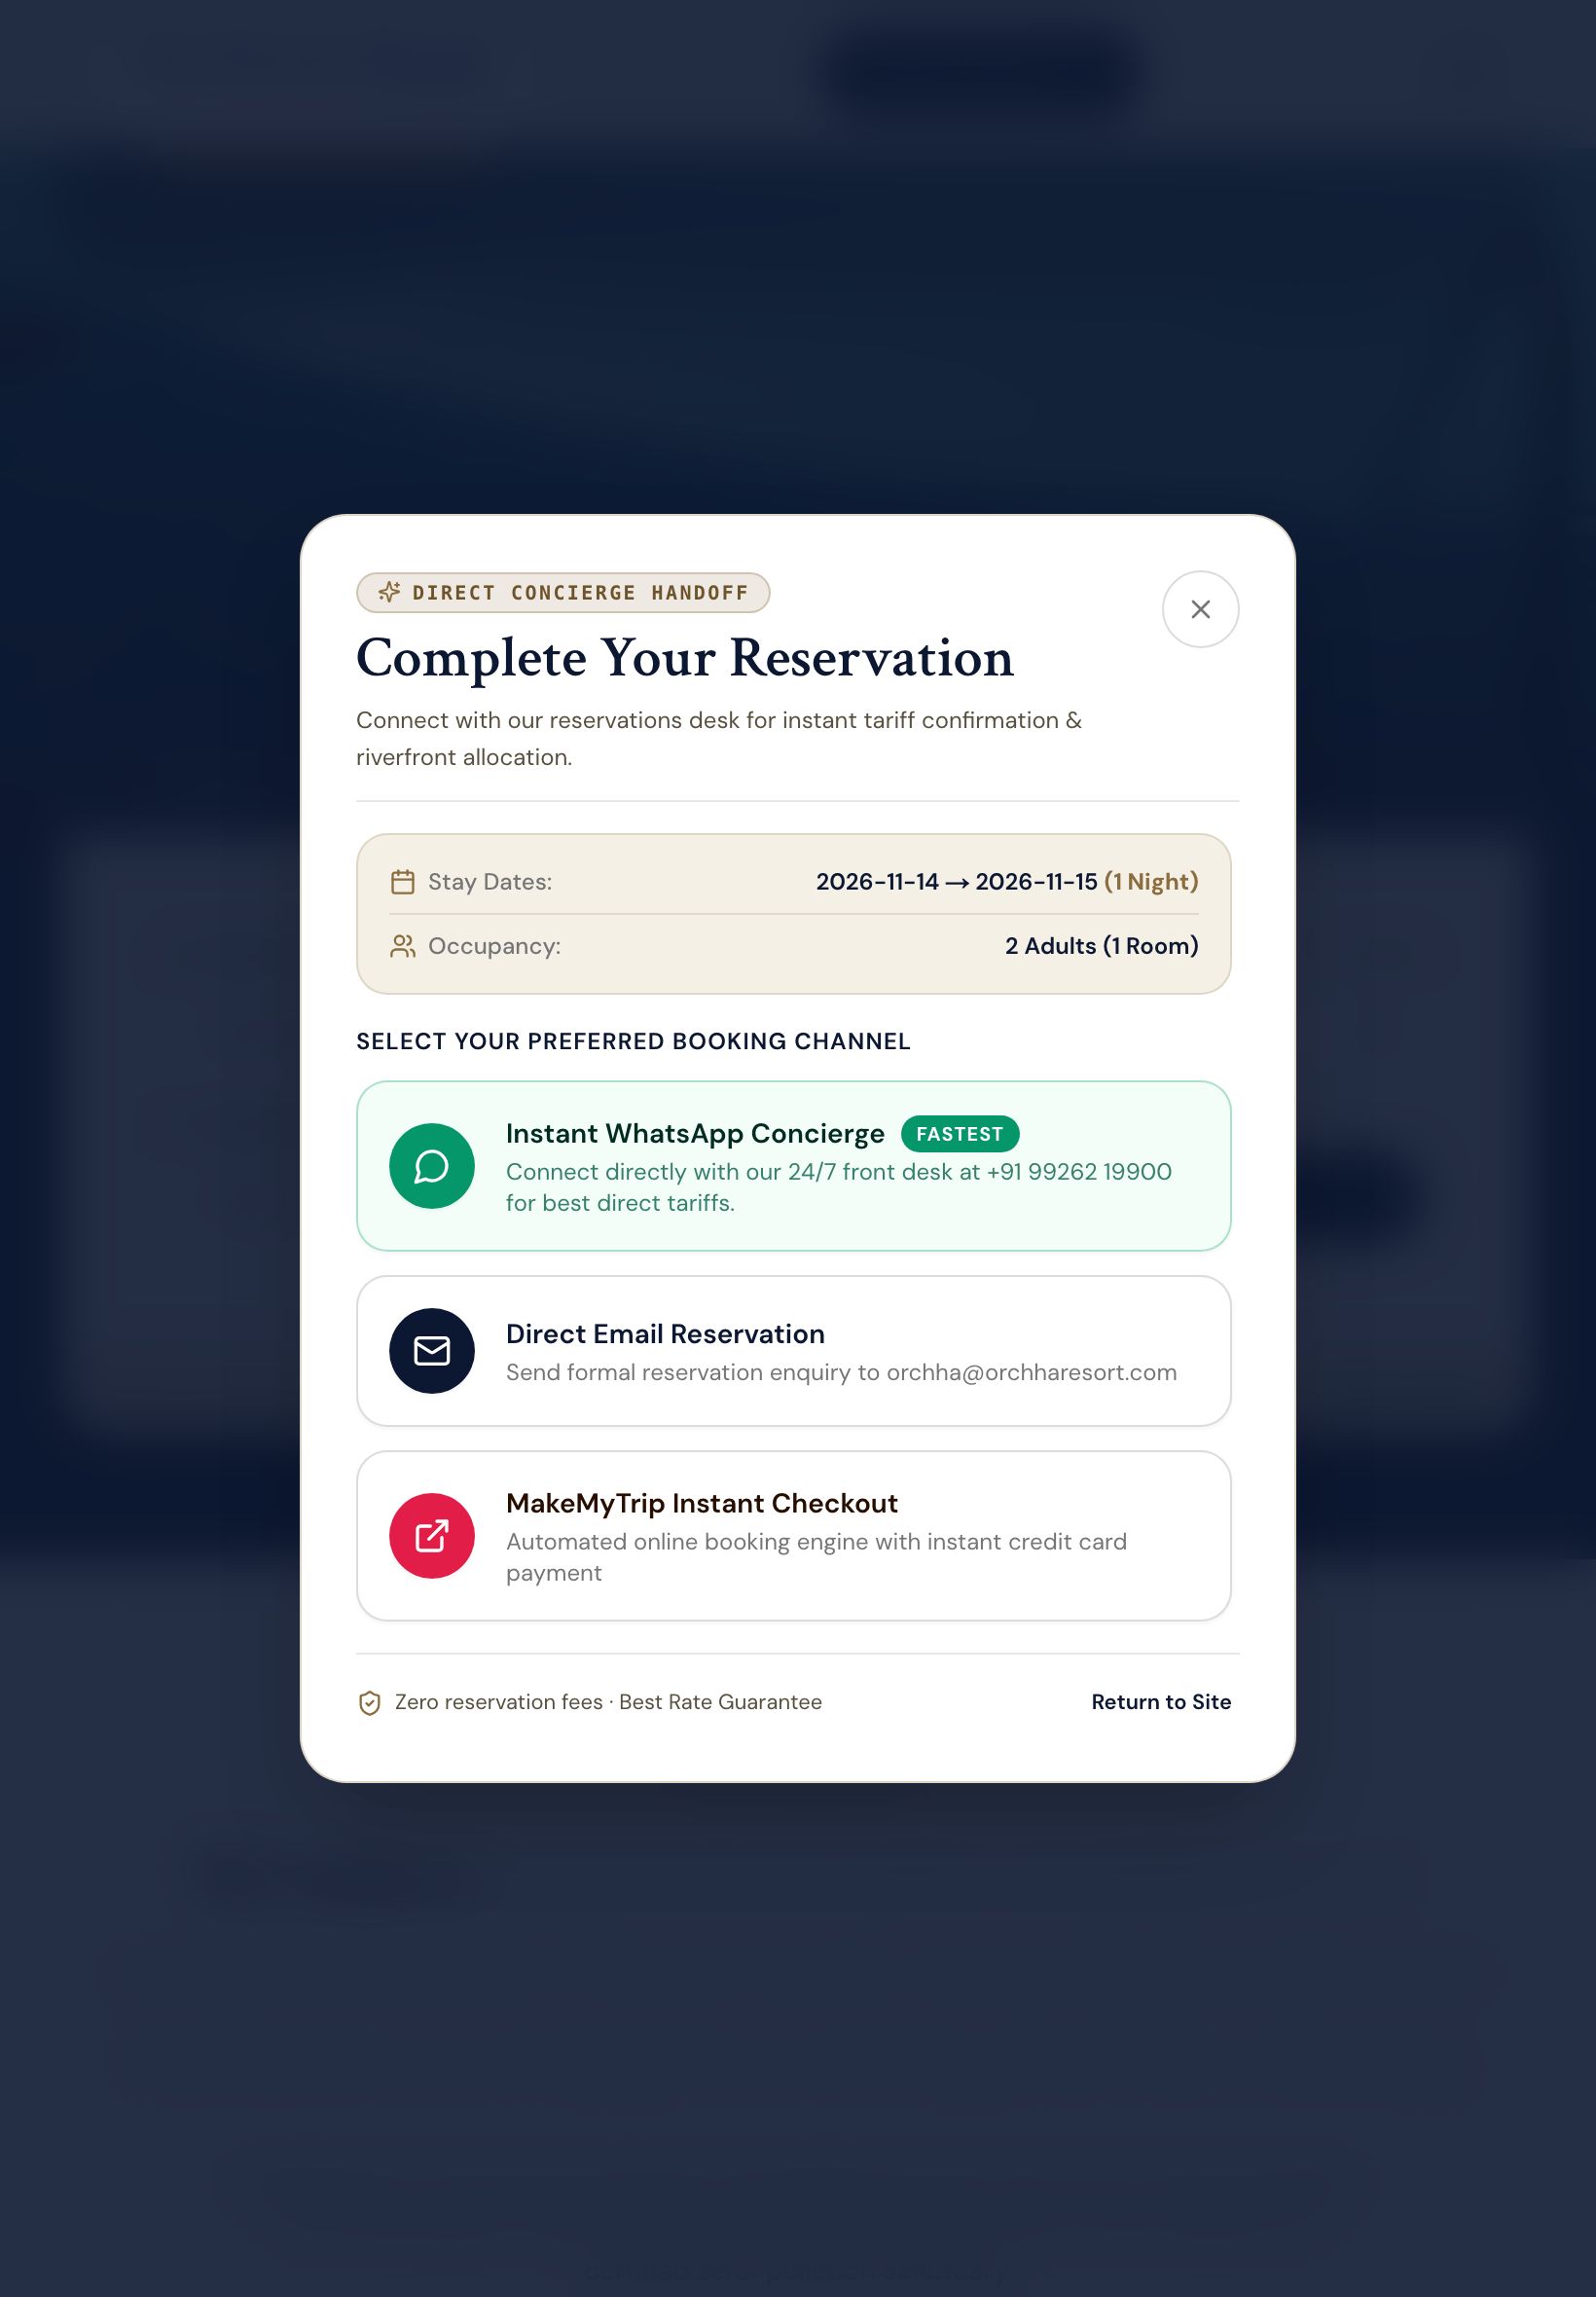 DIRECT CONCIERGE HANDOFF
Complete Your Reservation
Connect with our reservations desk for instant tariff confirmation &
riverfront allocation.
Stay Dates: 2026-11-14 → 2026-11-15 (1 Night)
Occupancy: 2 Adults (1 Room)
SELECT YOUR PREFERRED BOOKING CHANNEL
Instant WhatsApp Concierge FASTEST
Connect directly with our 24/7 front desk at +91 99262 19900
for best direct tariffs.
Direct Email Reservation
Send formal reservation enquiry to orchha@orchharesort.com
MakeMyTrip Instant Checkout
Automated online booking engine with instant credit card
payment
Zero reservation fees · Best Rate Guarantee
Return to Site